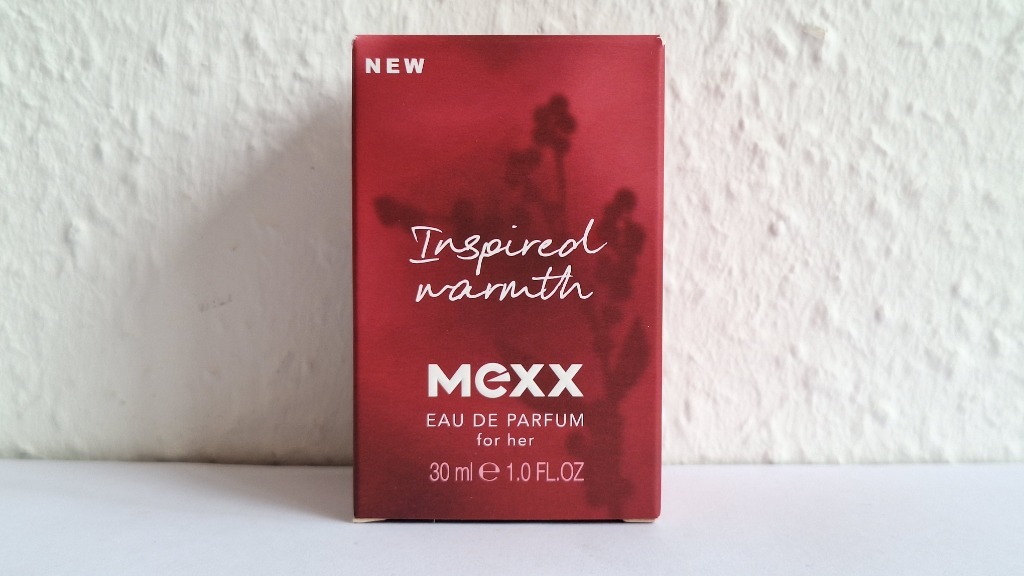 NEW
Inspired
warmth
mexx
EAU DE PARFUM
for her
30 ml ℮ 1.0 FL.OZ